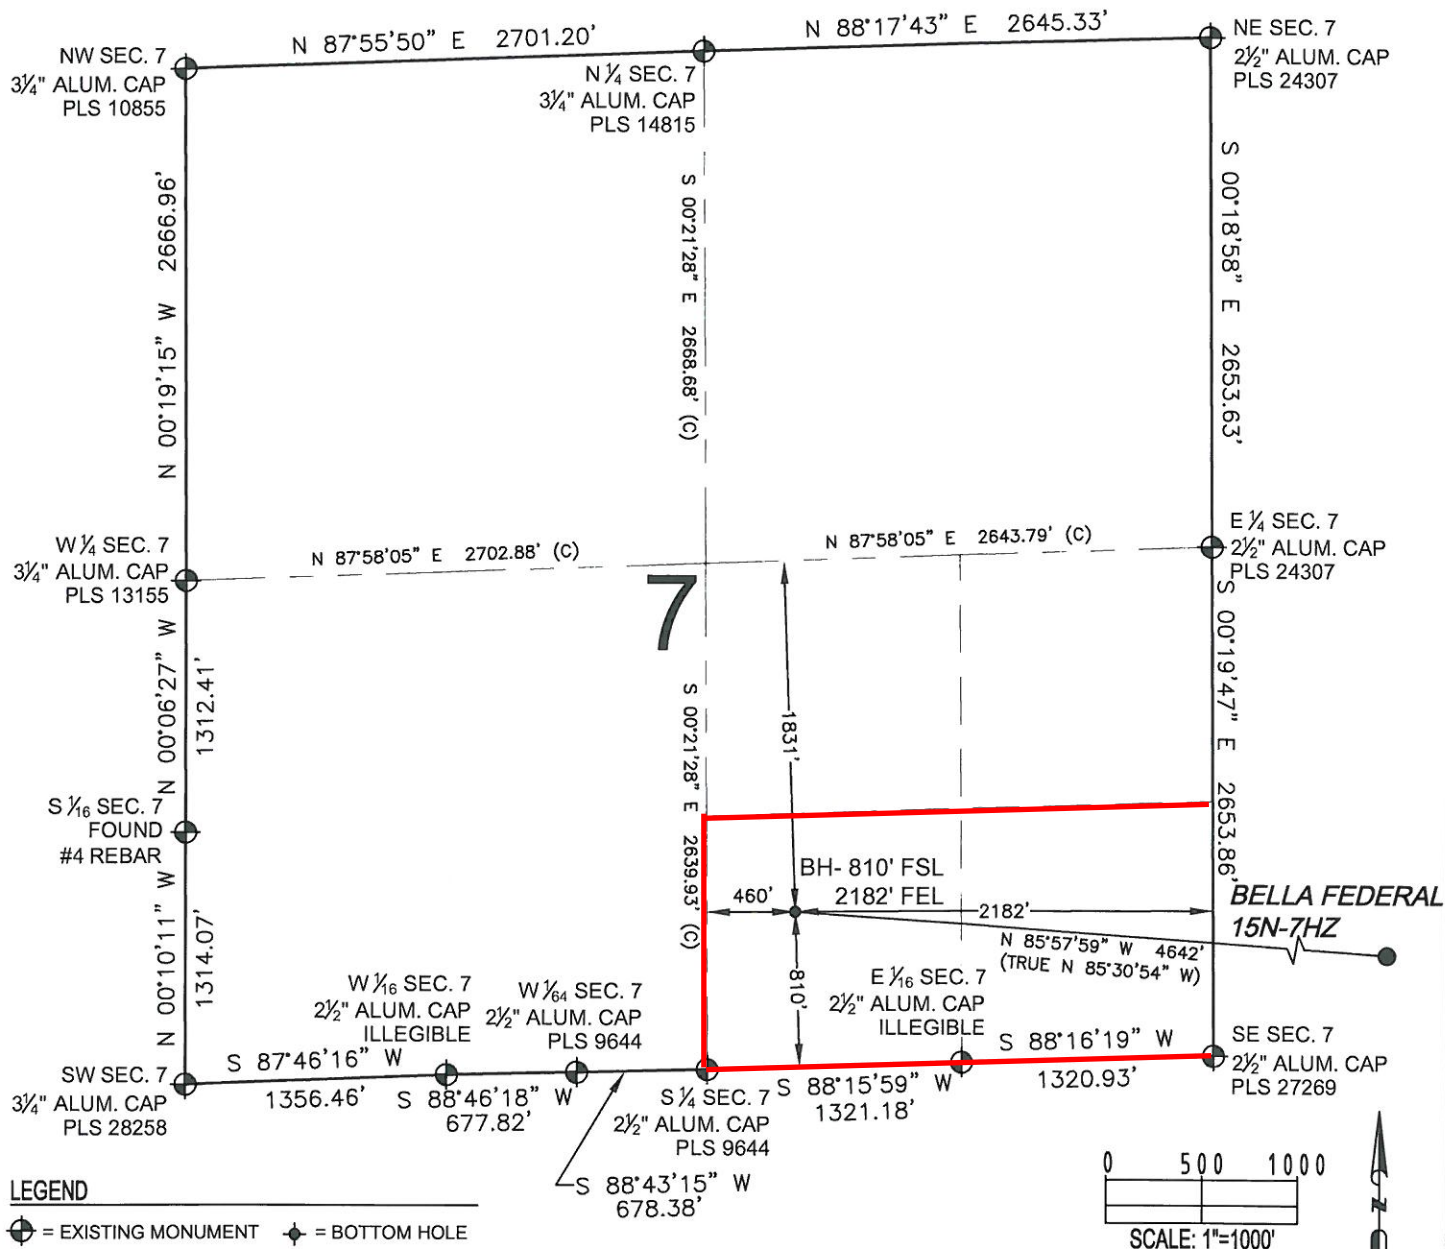 N 87°55'50" E 2701.20'
N 88°17'43" E 2645.33'
NW SEC. 7
3¼" ALUM. CAP
PLS 10855
N ¼ SEC. 7
3¼" ALUM. CAP
PLS 14815
NE SEC. 7
2½" ALUM. CAP
PLS 24307
N 00°19'15" W 2666.96'
S 00°21'28" E 2668.68' (C)
S 00°18'58" E 2653.63'
W ¼ SEC. 7
3¼" ALUM. CAP
PLS 13155
N 87°58'05" E 2702.88' (C)
N 87°58'05" E 2643.79' (C)
E ¼ SEC. 7
2½" ALUM. CAP
PLS 24307
7
N 00°06'27" W
1312.41'
S 00°21'28" E 2639.93' (C)
1831'
S 00°19'47" E 2653.86'
S 1⁄16 SEC. 7
FOUND
#4 REBAR
BH- 810' FSL
2182' FEL
460'
2182'
BELLA FEDERAL
15N-7HZ
N 85°57'59" W 4642'
(TRUE N 85°30'54" W)
N 00°10'11" W
1314.07'
810'
W 1⁄16 SEC. 7
2½" ALUM. CAP
ILLEGIBLE
W 1⁄64 SEC. 7
2½" ALUM. CAP
PLS 9644
E 1⁄16 SEC. 7
2½" ALUM. CAP
ILLEGIBLE
SW SEC. 7
3¼" ALUM. CAP
PLS 28258
S 87°46'16" W
1356.46'
S 88°46'18" W
677.82'
S ¼ SEC. 7
2½" ALUM. CAP
PLS 9644
S 88°15'59" W
1321.18'
S 88°16'19" W
1320.93'
SE SEC. 7
2½" ALUM. CAP
PLS 27269
S 88°43'15" W
678.38'
LEGEND
= EXISTING MONUMENT
= BOTTOM HOLE
0 500 1000
SCALE: 1"=1000'
N